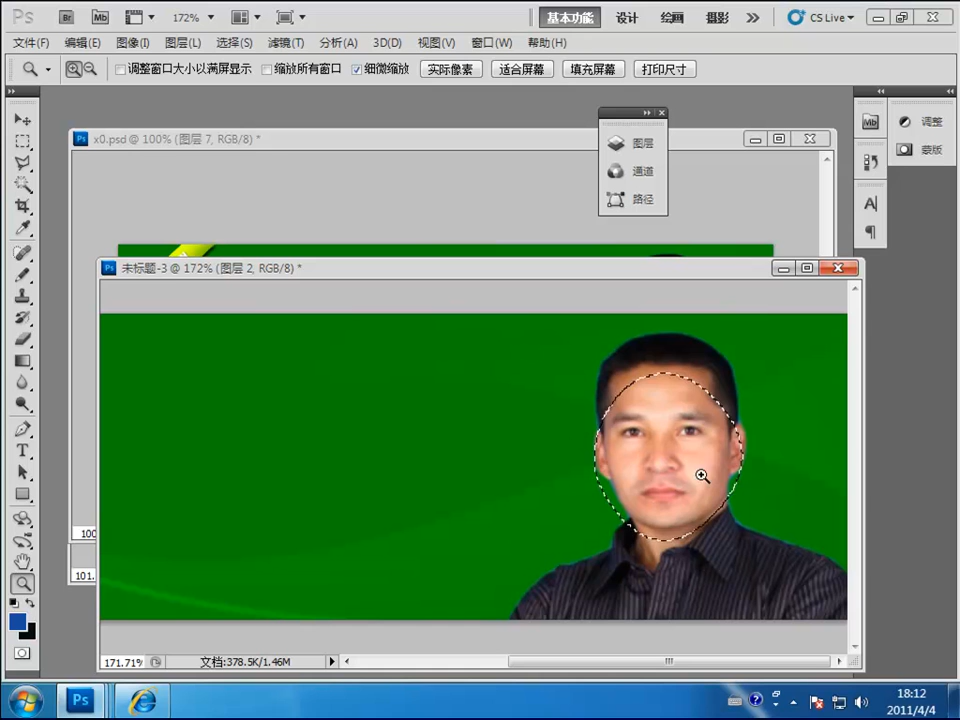 Ps Br Mb 172% 基本功能 设计 绘画 摄影 CS Live
文件(F) 编辑(E) 图像(I) 图层(L) 选择(S) 滤镜(T) 分析(A) 3D(D) 视图(V) 窗口(W) 帮助(H)
调整窗口大小以满屏显示 缩放所有窗口 细微缩放 实际像素 适合屏幕 填充屏幕 打印尺寸
Ps x0.psd @ 100% (图层 7, RGB/8) *
图层
通道
路径
Mb 调整
蒙版
A
Ps 未标题-3 @ 172% (图层 2, RGB/8) *
T
100
101.
171.71% 文档:378.5K/1.46M
Ps
18:12
2011/4/4